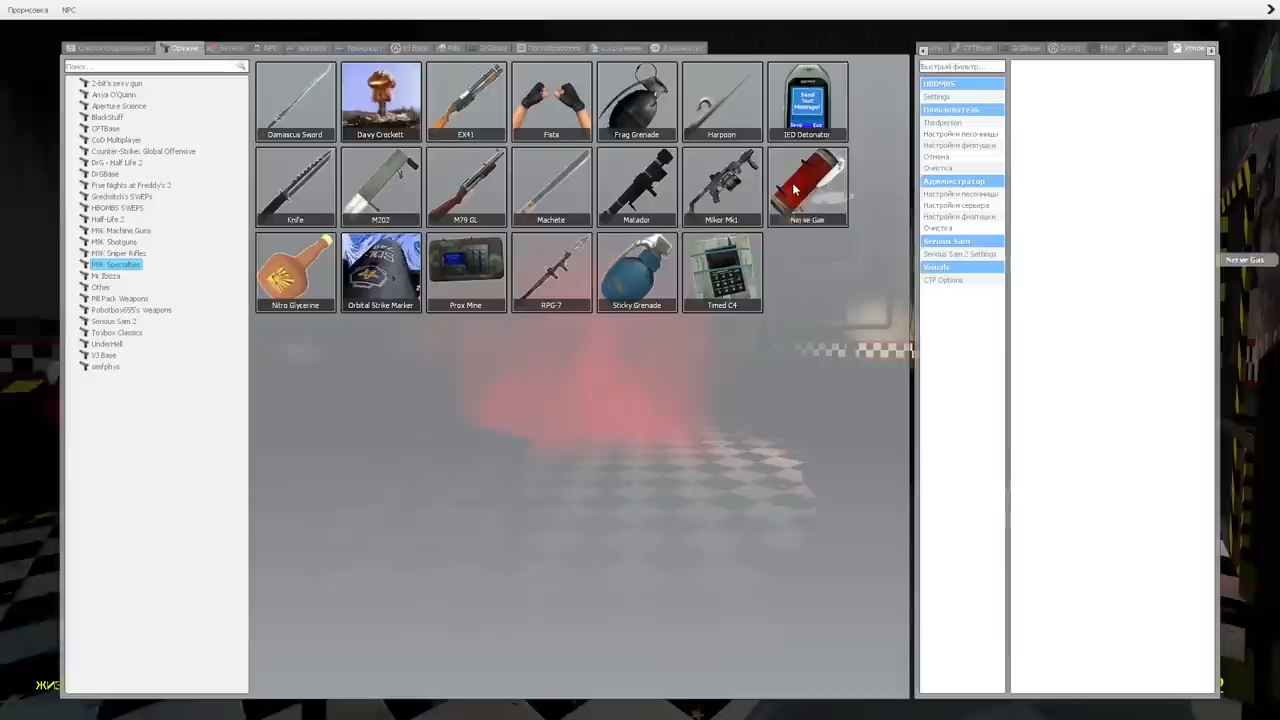 Прорисовка NPC
Оружие
NPC
Поиск...
2-bit's sexy gun
Anya O'Quinn
Aperture Science
BlackStuff
CPTBase
CoD Multiplayer
Counter-Strike: Global Offensive
DrG - Half Life 2
DrGBase
Five Nights at Freddy's 2
Gredwitch's SWEPs
HBOMBS SWEPS
Half-Life 2
M9K Machine Guns
M9K Shotguns
M9K Sniper Rifles
M9K Specialties
Mr Ibizza
Other
Pill Pack Weapons
Robotboy655's Weapons
Serious Sam 2
Toybox Classics
UnderHell
VJ Base
simfphys
Damascus Sword
Davy Crockett
EX41
Fists
Frag Grenade
Harpoon
IED Detonator
Send Text Message!
Knife
M202
M79 GL
Machete
Matador
Milkor Mk1
Nerve Gas
Nitro Glycerine
Orbital Strike Marker
Prox Mine
RPG-7
Sticky Grenade
Timed C4
Быстрый фильтр...
HBOMBS
Settings
Пользователь
Thirdperson
Настройки песочницы
Настройки физпушки
Отмена
Очистка
Администратор
Настройки песочницы
Настройки сервера
Настройки физпушки
Очистка
Serious Sam
Serious Sam 2 Settings
Visuals
CTP Options
Nerve Gas